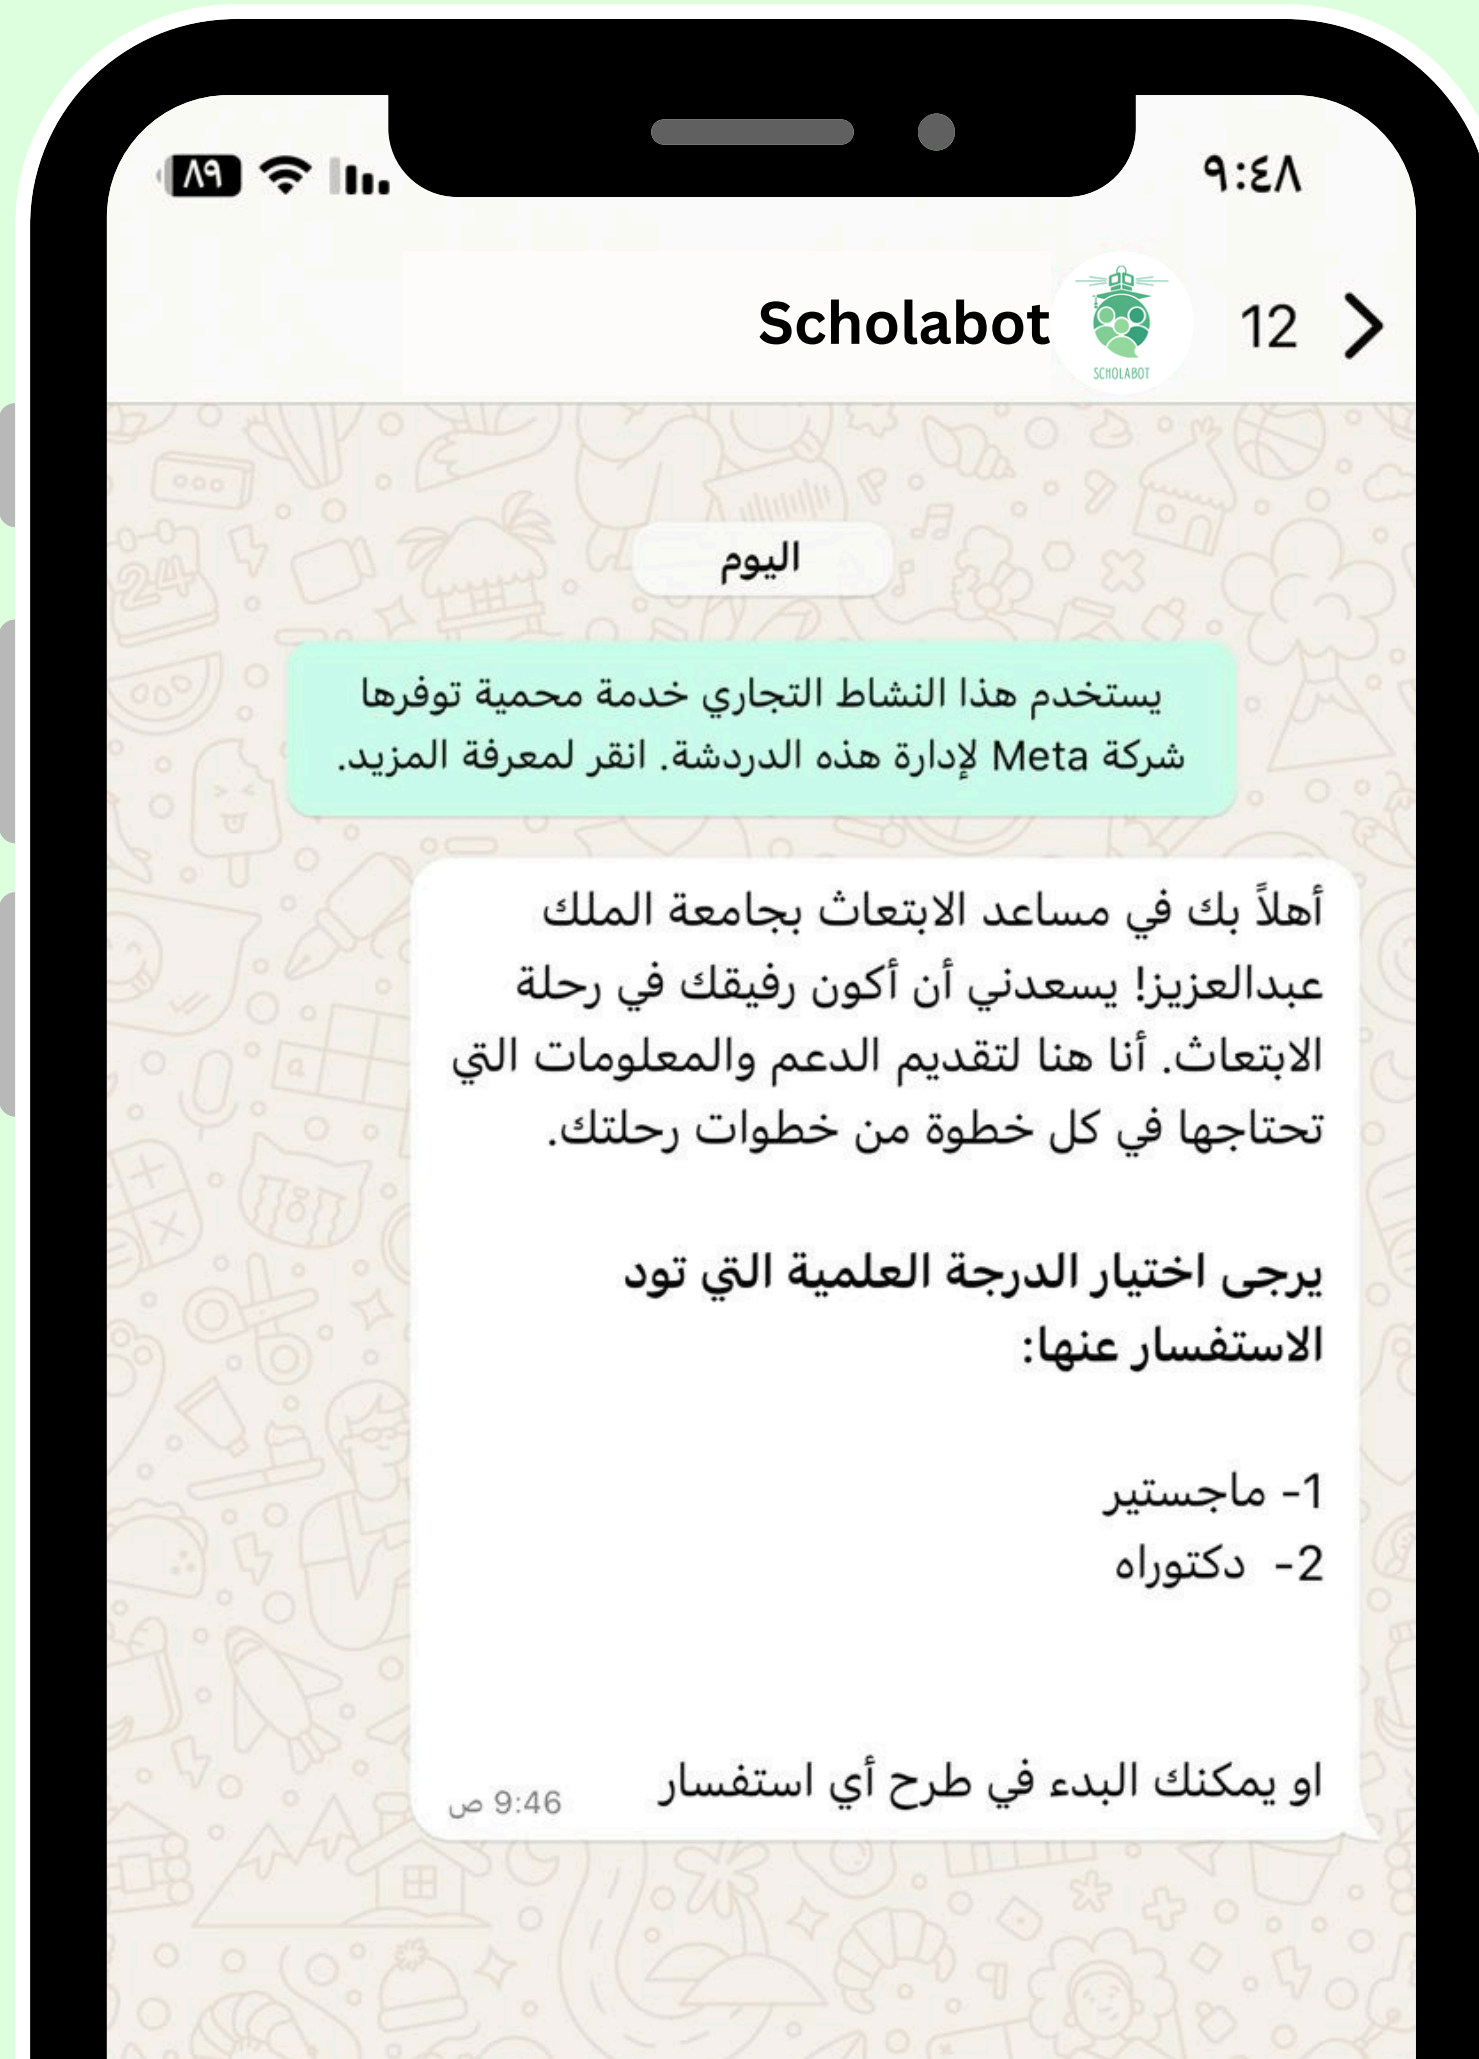 ٩:٤٨
٨٩
12
Scholabot
SCHOLABOT
اليوم
يستخدم هذا النشاط التجاري خدمة محمية توفرها
شركة Meta لإدارة هذه الدردشة. انقر لمعرفة المزيد.
أهلاً بك في مساعد الابتعاث بجامعة الملك
عبدالعزيز! يسعدني أن أكون رفيقك في رحلة
الابتعاث. أنا هنا لتقديم الدعم والمعلومات التي
تحتاجها في كل خطوة من خطوات رحلتك.
يرجى اختيار الدرجة العلمية التي تود
الاستفسار عنها:
1- ماجستير
2- دكتوراه
او يمكنك البدء في طرح أي استفسار
9:46 ص